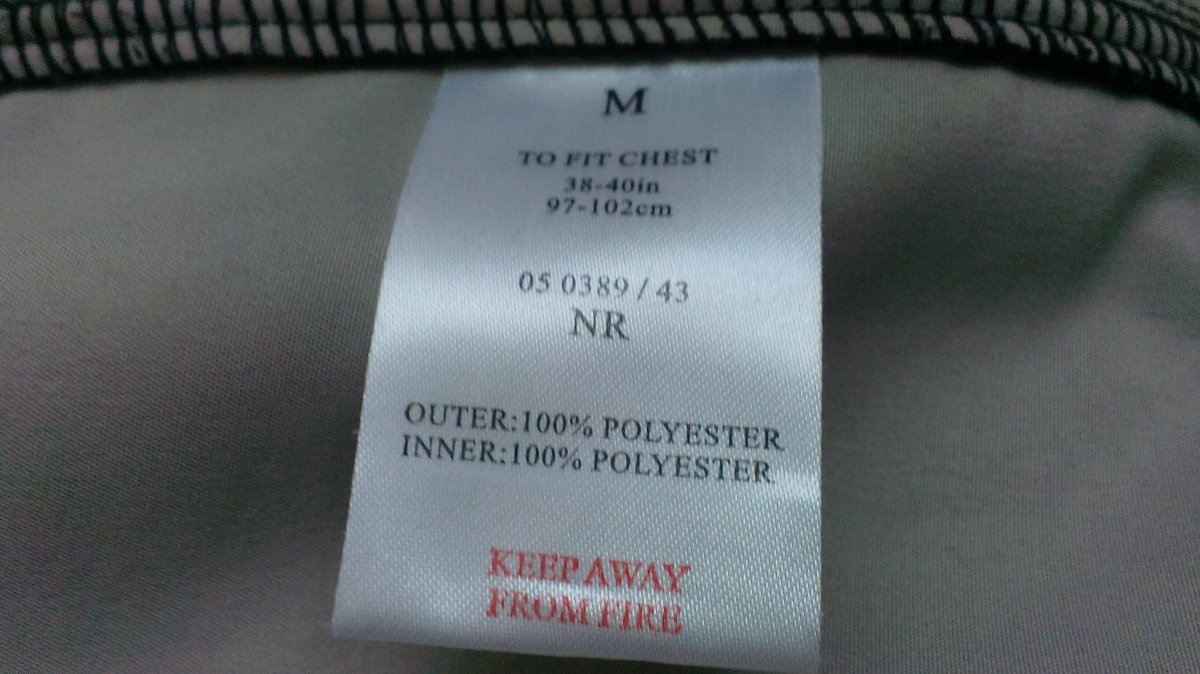 M
TO FIT CHEST
38-40in
97-102cm
05 0389 / 43
NR
OUTER:100% POLYESTER
INNER:100% POLYESTER
KEEP AWAY
FROM FIRE